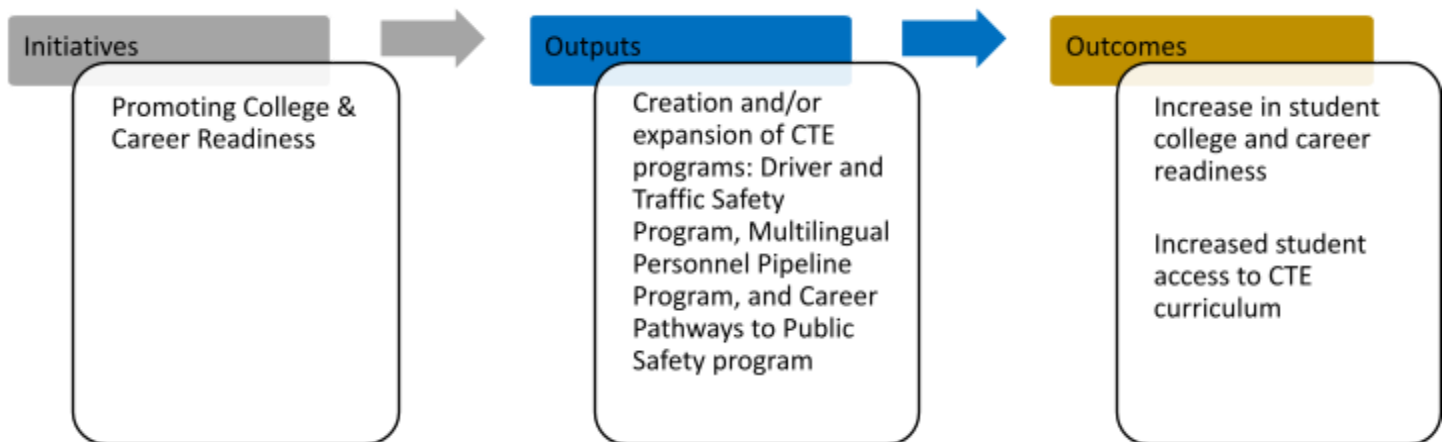 Initiatives
Promoting College &
Career Readiness
Outputs
Creation and/or
expansion of CTE
programs: Driver and
Traffic Safety
Program, Multilingual
Personnel Pipeline
Program, and Career
Pathways to Public
Safety program
Outcomes
Increase in student
college and career
readiness
Increased student
access to CTE
curriculum